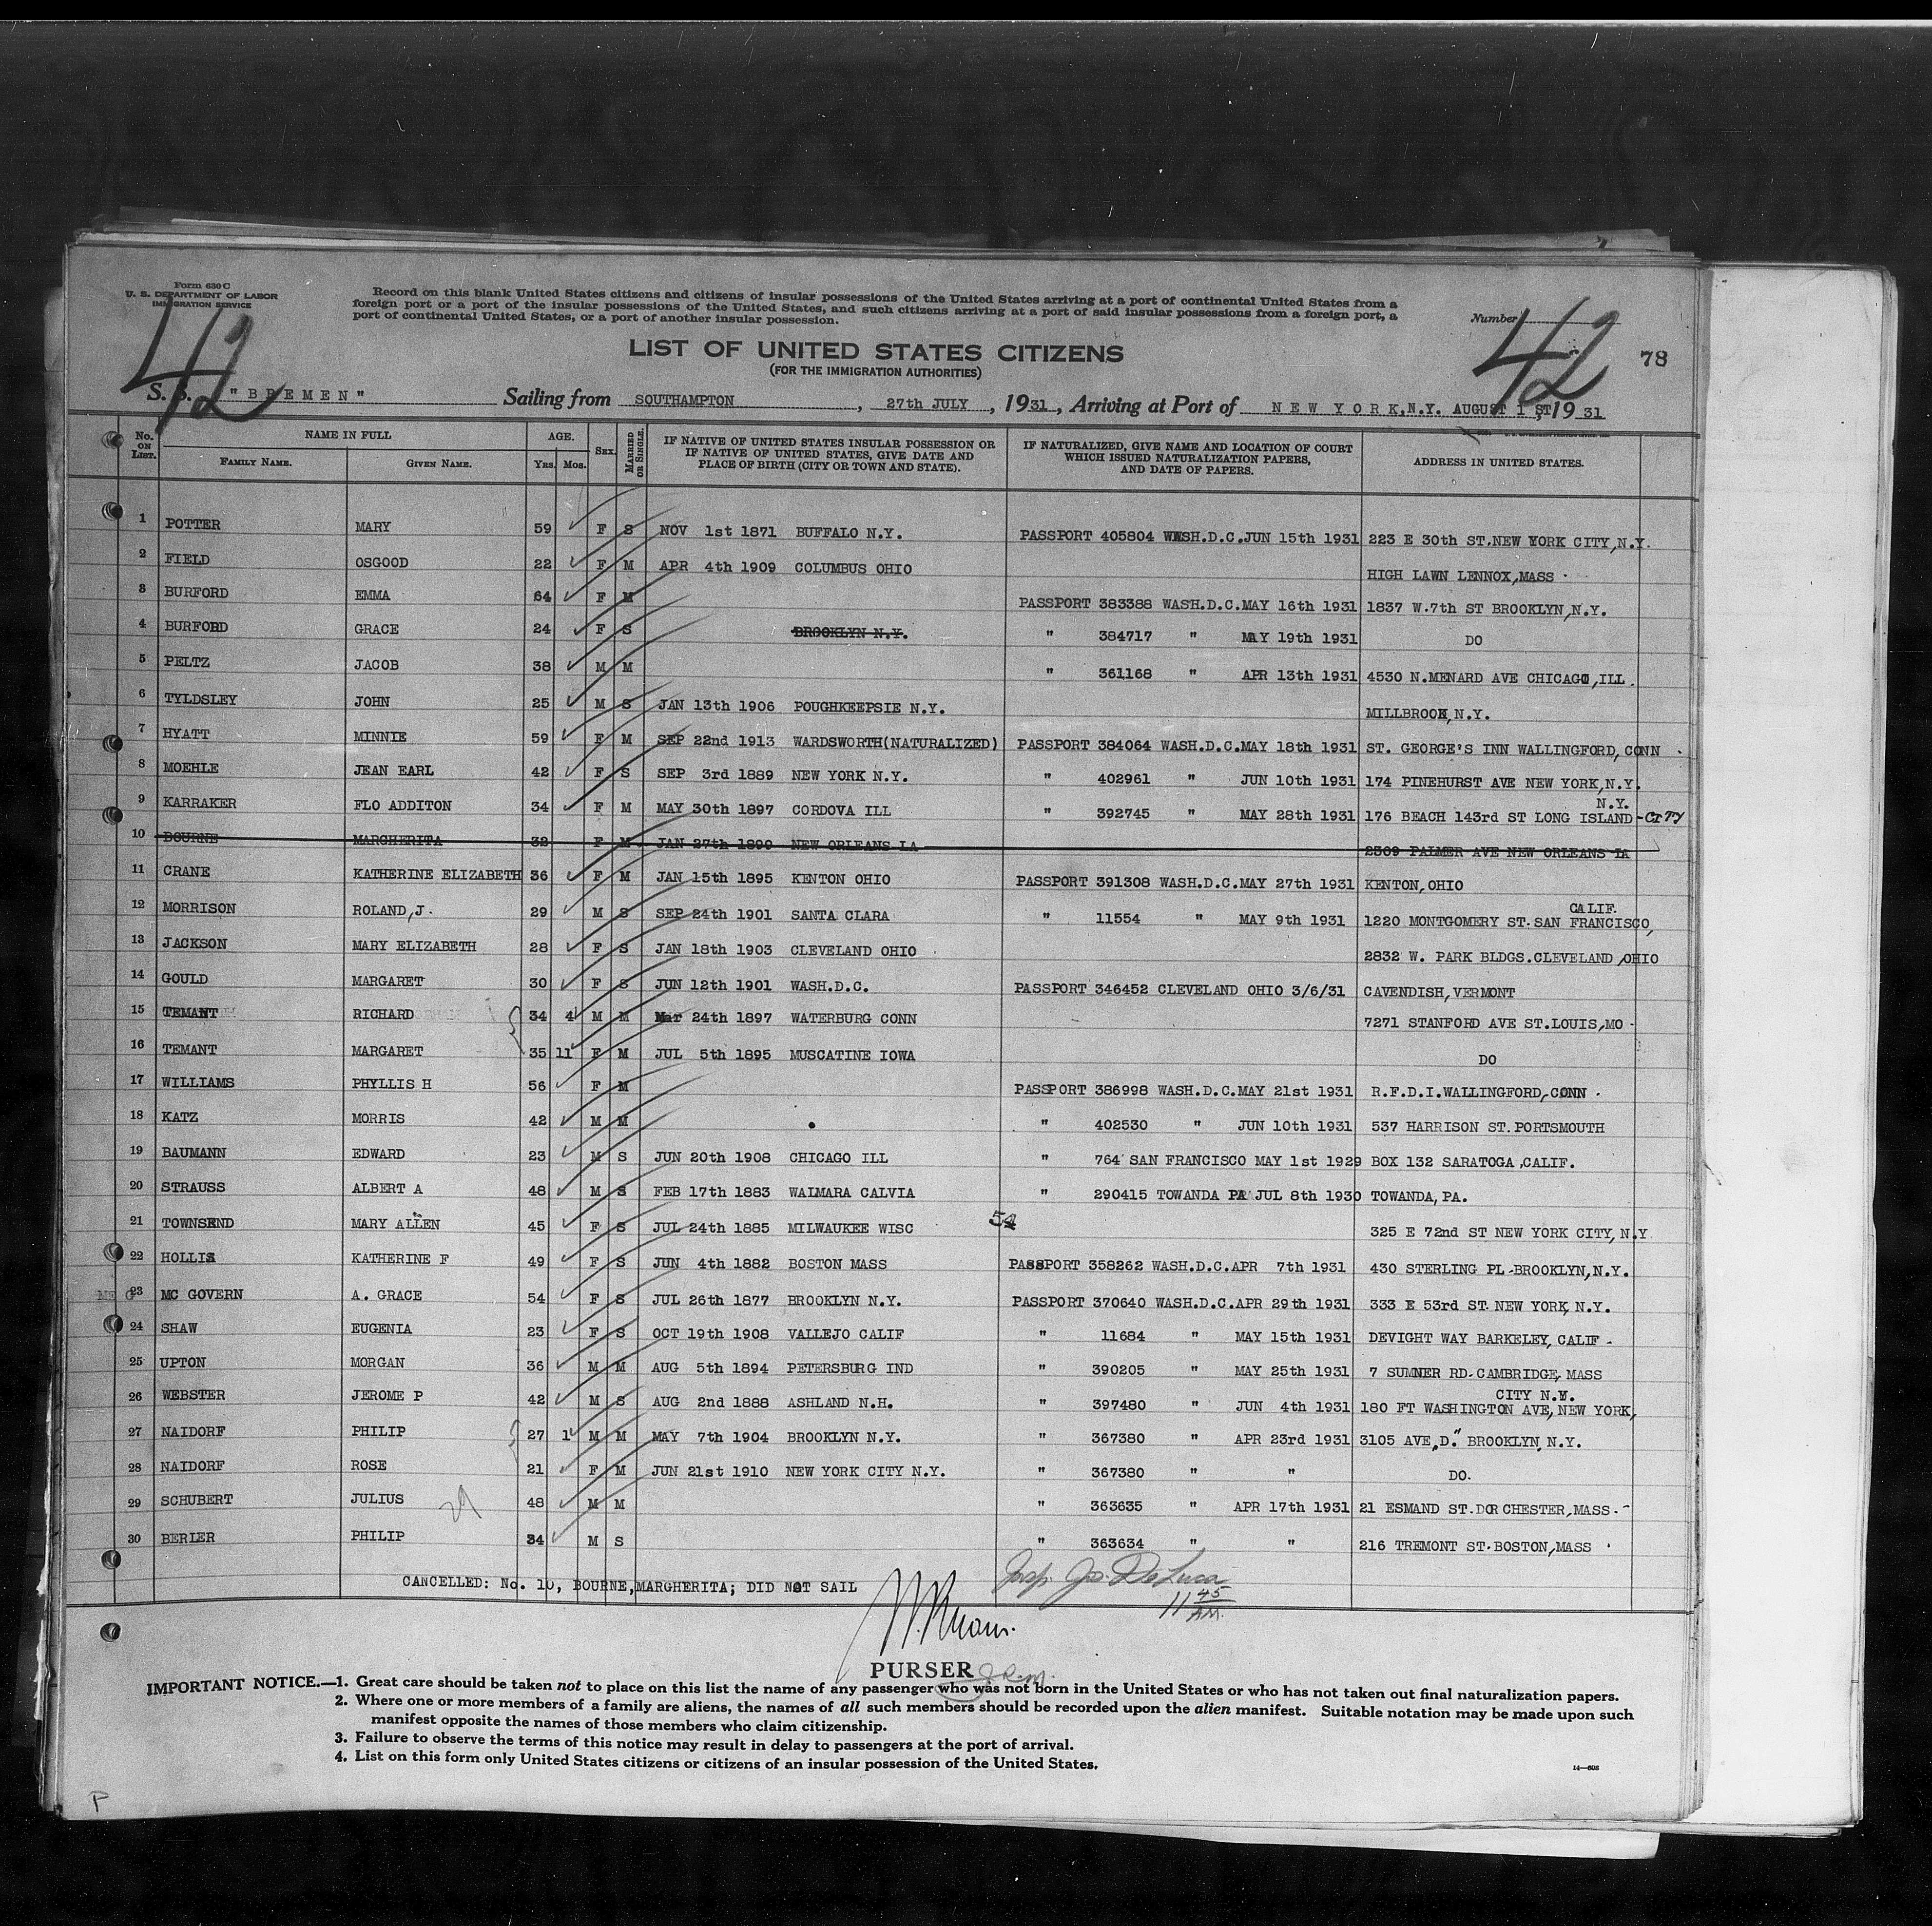 Form 630 C
U. S. DEPARTMENT OF LABOR
IMMIGRATION SERVICE
Record on this blank United States citizens and citizens of insular possessions of the United States arriving at a port of continental United States from a
foreign port or a port of the insular possessions of the United States, and such citizens arriving at a port of said insular possessions from a foreign port, a
port of continental United States, or a port of another insular possession.
Number
42
42
78
LIST OF UNITED STATES CITIZENS
(FOR THE IMMIGRATION AUTHORITIES)
S. S. "BREMEN" Sailing from SOUTHAMPTON, 27th JULY, 1931, Arriving at Port of NEW YORK,N.Y. AUGUST 1 ST, 1931
No. ON LIST. NAME IN FULL FAMILY NAME. GIVEN NAME. AGE. Yrs. Mos. Sex. MARRIED OR SINGLE. IF NATIVE OF UNITED STATES INSULAR POSSESSION OR IF NATIVE OF UNITED STATES, GIVE DATE AND PLACE OF BIRTH (CITY OR TOWN AND STATE). IF NATURALIZED, GIVE NAME AND LOCATION OF COURT WHICH ISSUED NATURALIZATION PAPERS, AND DATE OF PAPERS. ADDRESS IN UNITED STATES.
1 POTTER MARY 59 F S NOV 1st 1871 BUFFALO N.Y. PASSPORT 405804 WASH.D.C.JUN 15th 1931 223 E 30th ST.NEW YORK CITY,N.Y.
2 FIELD OSGOOD 22 F M APR 4th 1909 COLUMBUS OHIO HIGH LAWN LENNOX,MASS
3 BURFORD EMMA 64 F M PASSPORT 383388 WASH.D.C.MAY 16th 1931 1837 W.7th ST BROOKLYN,N.Y.
4 BURFORD GRACE 24 F S BROOKLYN N.Y. " 384717 " MAY 19th 1931 DO
5 PELTZ JACOB 38 M M " 361168 " APR 13th 1931 4530 N.MENARD AVE CHICAGO,ILL.
6 TYLDSLEY JOHN 25 M S JAN 13th 1906 POUGHKEEPSIE N.Y. MILLBROOK,N.Y.
7 HYATT MINNIE 59 F M SEP 22nd 1913 WARDSWORTH(NATURALIZED) PASSPORT 384064 WASH.D.C.MAY 18th 1931 ST. GEORGE'S INN WALLINGFORD, CONN
8 MOEHLE JEAN EARL 42 F S SEP 3rd 1889 NEW YORK N.Y. " 402961 " JUN 10th 1931 174 PINEHURST AVE NEW YORK,N.Y.
9 KARRAKER FLO ADDITON 34 F M MAY 30th 1897 CORDOVA ILL " 392745 " MAY 28th 1931 176 BEACH 143rd ST LONG ISLAND N.Y. -CITY
10 BOURNE MARGHERITA 32 F M JAN 27th 1899 NEW ORLEANS LA 2309 PALMER AVE NEW ORLEANS LA
11 CRANE KATHERINE ELIZABETH 36 F M JAN 15th 1895 KENTON OHIO PASSPORT 391308 WASH.D.C.MAY 27th 1931 KENTON,OHIO
12 MORRISON ROLAND,J. 29 M S SEP 24th 1901 SANTA CLARA " 11554 " MAY 9th 1931 1220 MONTGOMERY ST.SAN FRANCISCO, CALIF.
13 JACKSON MARY ELIZABETH 28 F S JAN 18th 1903 CLEVELAND OHIO 2832 W. PARK BLDGS.CLEVELAND,OHIO
14 GOULD MARGARET 30 F S JUN 12th 1901 WASH.D.C. PASSPORT 346452 CLEVELAND OHIO 3/6/31 CAVENDISH,VERMONT
15 TEMANT RICHARD 34 4 M M Mar 24th 1897 WATERBURG CONN 7271 STANFORD AVE ST.LOUIS,MO.
16 TEMANT MARGARET 35 11 F M JUL 5th 1895 MUSCATINE IOWA DO
17 WILLIAMS PHYLLIS H 56 F M PASSPORT 386998 WASH.D.C.MAY 21st 1931 R.F.D.I.WALLINGFORD,CONN.
18 KATZ MORRIS 42 M M " 402530 " JUN 10th 1931 537 HARRISON ST.PORTSMOUTH
19 BAUMANN EDWARD 23 M S JUN 20th 1908 CHICAGO ILL " 764 SAN FRANCISCO MAY 1st 1929 BOX 132 SARATOGA,CALIF.
20 STRAUSS ALBERT A 48 M S FEB 17th 1883 WALMARA CALVIA " 290415 TOWANDA PA JUL 8th 1930 TOWANDA,PA.
21 TOWNSEND MARY ALLEN 45 F S JUL 24th 1885 MILWAUKEE WISC 54 325 E 72nd ST NEW YORK CITY, N.Y
22 HOLLIS KATHERINE F 49 F S JUN 4th 1882 BOSTON MASS PASSPORT 358262 WASH.D.C.APR 7th 1931 430 STERLING PL-BROOKLYN,N.Y.
23 MC GOVERN A. GRACE 54 F S JUL 26th 1877 BROOKLYN N.Y. PASSPORT 370640 WASH.D.C.APR 29th 1931 333 E 53rd ST.NEW YORK, N.Y.
24 SHAW EUGENIA 23 F S OCT 19th 1908 VALLEJO CALIF " 11684 " MAY 15th 1931 DEVIGHT WAY BARKELEY, CALIF -
25 UPTON MORGAN 36 M M AUG 5th 1894 PETERSBURG IND " 390205 " MAY 25th 1931 7 SUMNER RD.CAMBRIDGE, MASS
26 WEBSTER JEROME P 42 M S AUG 2nd 1888 ASHLAND N.H. " 397480 " JUN 4th 1931 180 FT WASHINGTON AVE, NEW YORK, CITY N.Y.
27 NAIDORF PHILIP 27 1 M M MAY 7th 1904 BROOKLYN N.Y. " 367380 " APR 23rd 1931 3105 AVE,,D." BROOKLYN, N.Y.
28 NAIDORF ROSE 21 F M JUN 21st 1910 NEW YORK CITY N.Y. " 367380 " " DO.
29 SCHUBERT JULIUS 29 48 M M " 363635 " APR 17th 1931 21 ESMAND ST.DORCHESTER,MASS.-
30 BERLER PHILIP 34 M S " 363634 " " 216 TREMONT ST.BOSTON,MASS
CANCELLED: No. 10, BOURNE,MARGHERITA; DID NOT SAIL
Insp. Jos. DeLuca
11 45 AM.
PURSER
IMPORTANT NOTICE.—1. Great care should be taken not to place on this list the name of any passenger who was not born in the United States or who has not taken out final naturalization papers.
2. Where one or more members of a family are aliens, the names of all such members should be recorded upon the alien manifest. Suitable notation may be made upon such
manifest opposite the names of those members who claim citizenship.
3. Failure to observe the terms of this notice may result in delay to passengers at the port of arrival.
4. List on this form only United States citizens or citizens of an insular possession of the United States.
14—608
P